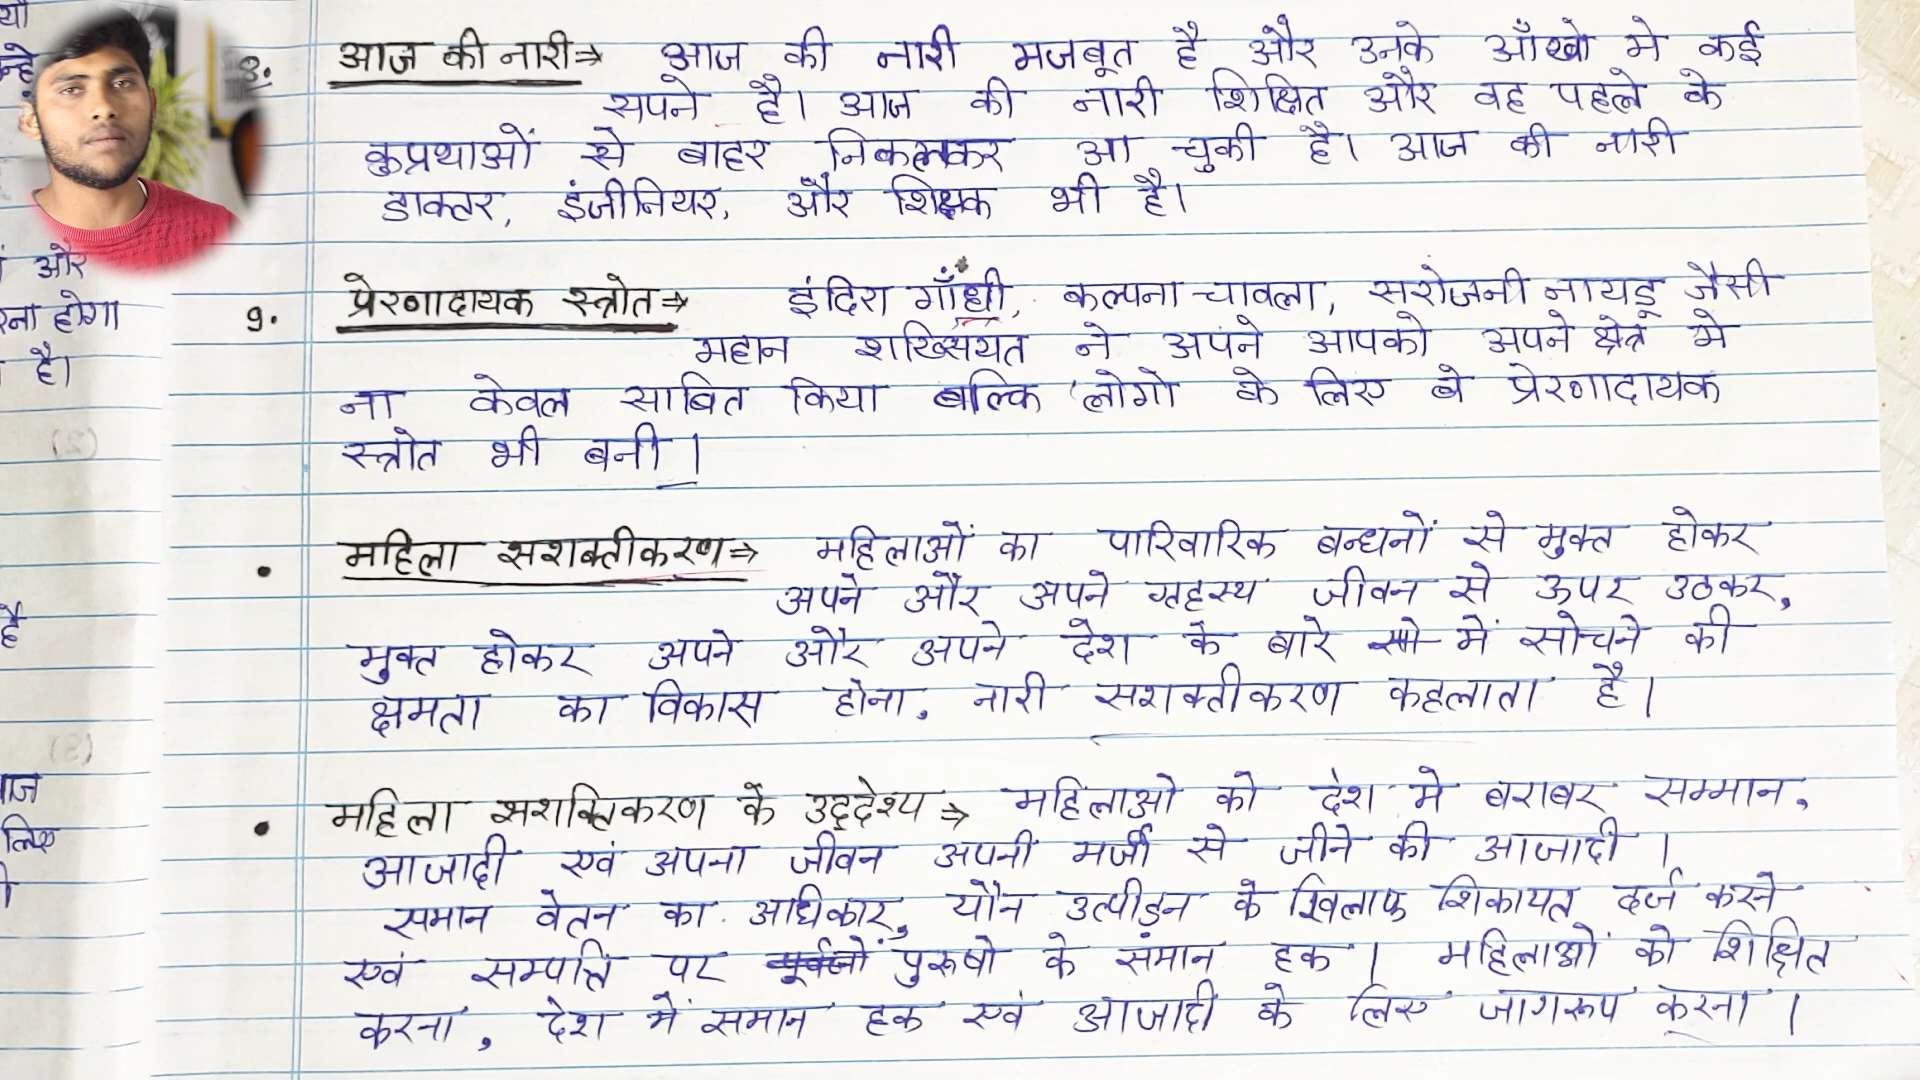 यी
न्हे
और
रना होगा
है।
(S)
है
(3)
ाज
लिए
8. आज की नारी⇒ आज की नारी मजबूत है और उनके आँखो मे कई
सपने है। आज की नारी शिक्षित और वह पहले के
कुप्रथाओं से बाहर निकलकर आ चुकी है। आज की नारी
डाक्टर, इंजीनियर, और शिक्षक भी है।
9. प्रेरणादायक स्त्रोत⇒ इंदिरा गाँधी, कल्पना चावला, सरोजनी नायडू जैसी
महान शख्सियत ने अपने आपको अपने क्षेत्र मे
ना केवल साबित किया बल्कि लोगो के लिए वे प्रेरणादायक
स्त्रोत भी बनी।
• महिला सशक्तीकरण⇒ महिलाओं का पारिवारिक बन्धनों से मुक्त होकर
अपने और अपने गृहस्थ जीवन से ऊपर उठकर,
मुक्त होकर अपने और अपने देश के बारे में सोचने की
क्षमता का विकास होना, नारी सशक्तीकरण कहलाता है।
• महिला सशक्तिकरण के उद्देश्य ⇒ महिलाओ को देश मे बराबर सम्मान,
आजादी एवं अपना जीवन अपनी मर्जी से जीने की आजादी।
समान वेतन का अधिकार, यौन उत्पीड़न के खिलाफ शिकायत दर्ज करने
एवं सम्पत्ति पर पूर्वजो पुरूषो के समान हक। महिलाओं को शिक्षित
करना, देश में समान हक एवं आजादी के लिए जागरूप करना।